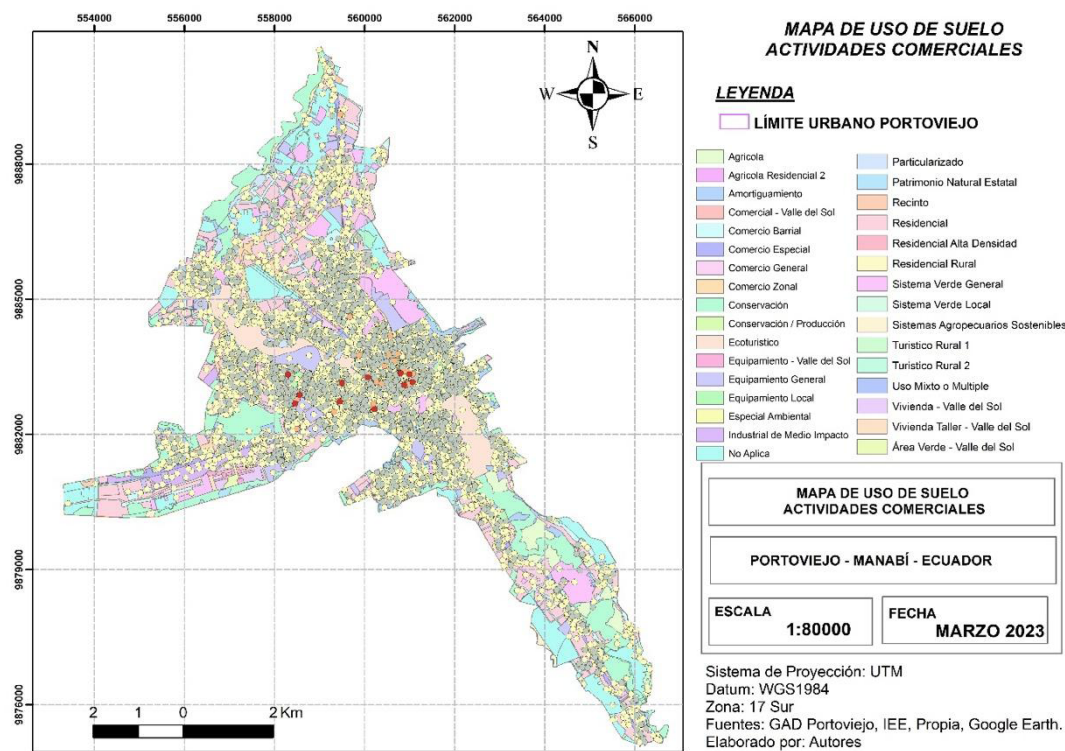 554000 556000 558000 560000 562000 564000 566000
9888000
9885000
9882000
9879000
9876000
N
W E
S
2 1 0 2 Km
MAPA DE USO DE SUELO
ACTIVIDADES COMERCIALES
LEYENDA
LÍMITE URBANO PORTOVIEJO
Agricola
Agricola Residencial 2
Amortiguamiento
Comercial - Valle del Sol
Comercio Barrial
Comercio Especial
Comercio General
Comercio Zonal
Conservación
Conservación / Producción
Ecoturistico
Equipamiento - Valle del Sol
Equipamiento General
Equipamiento Local
Especial Ambiental
Industrial de Medio Impacto
No Aplica
Particularizado
Patrimonio Natural Estatal
Recinto
Residencial
Residencial Alta Densidad
Residencial Rural
Sistema Verde General
Sistema Verde Local
Sistemas Agropecuarios Sostenibles
Turistico Rural 1
Turistico Rural 2
Uso Mixto o Multiple
Vivienda - Valle del Sol
Vivienda Taller - Valle del Sol
Área Verde - Valle del Sol
MAPA DE USO DE SUELO
ACTIVIDADES COMERCIALES
PORTOVIEJO - MANABÍ - ECUADOR
ESCALA
1:80000
FECHA
MARZO 2023
Sistema de Proyección: UTM
Datum: WGS1984
Zona: 17 Sur
Fuentes: GAD Portoviejo, IEE, Propia, Google Earth.
Elaborado por: Autores